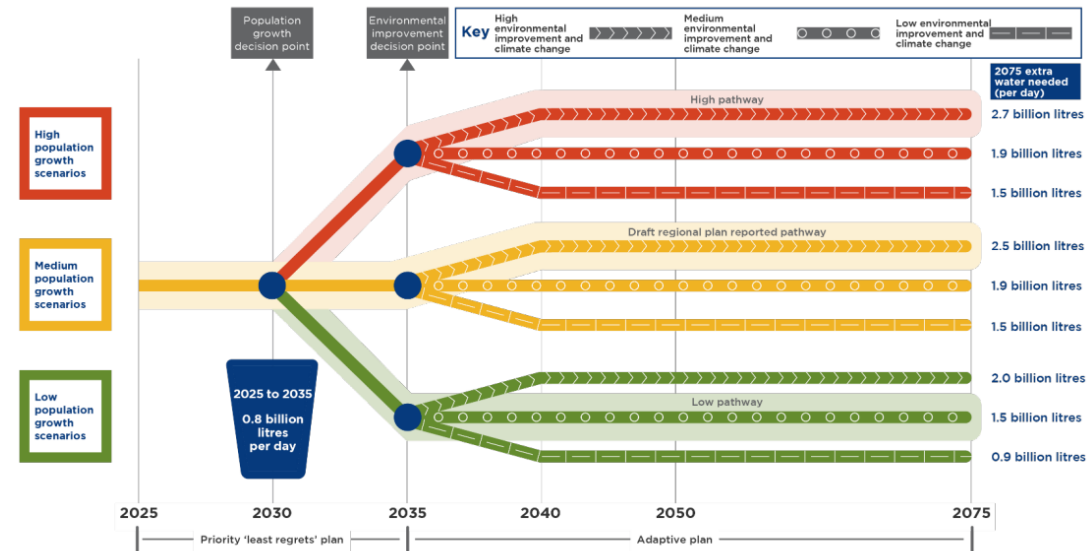 Population
growth
decision point
Environmental
improvement
decision point
Key
High
environmental
improvement and
climate change
Medium
environmental
improvement and
climate change
Low environmental
improvement and
climate change
2075 extra
water needed
(per day)
High
population
growth
scenarios
High pathway
2.7 billion litres
1.9 billion litres
1.5 billion litres
Medium
population
growth
scenarios
Draft regional plan reported pathway
2.5 billion litres
1.9 billion litres
1.5 billion litres
Low
population
growth
scenarios
2025 to 2035
0.8 billion
litres
per day
Low pathway
2.0 billion litres
1.5 billion litres
0.9 billion litres
2025
2030
2035
2040
2050
2075
Priority ‘least regrets’ plan
Adaptive plan